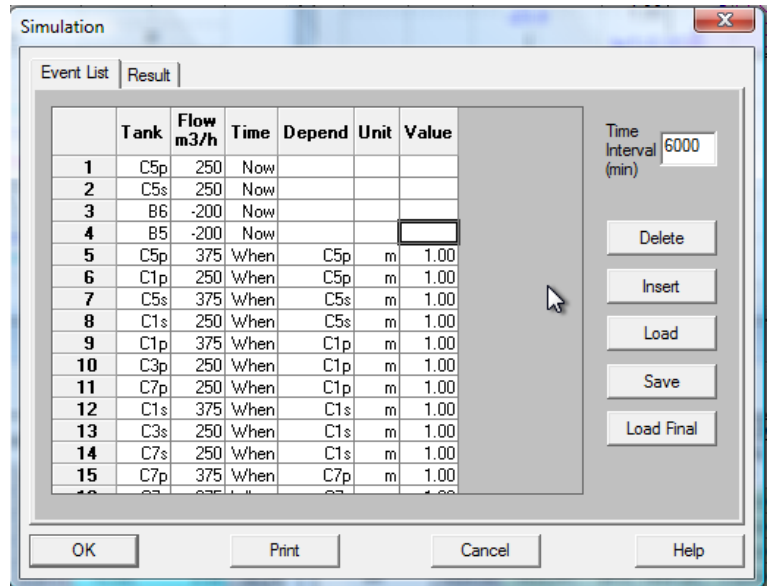 Simulation
Event List Result
Tank Flow m3/h Time Depend Unit Value
1 C5p 250 Now
2 C5s 250 Now
3 B6 -200 Now
4 B5 -200 Now
5 C5p 375 When C5p m 1.00
6 C1p 250 When C5p m 1.00
7 C5s 375 When C5s m 1.00
8 C1s 250 When C5s m 1.00
9 C1p 375 When C1p m 1.00
10 C3p 250 When C1p m 1.00
11 C7p 250 When C1p m 1.00
12 C1s 375 When C1s m 1.00
13 C3s 250 When C1s m 1.00
14 C7s 250 When C1s m 1.00
15 C7p 375 When C7p m 1.00
Time
Interval 6000
(min)
Delete
Insert
Load
Save
Load Final
OK Print Cancel Help